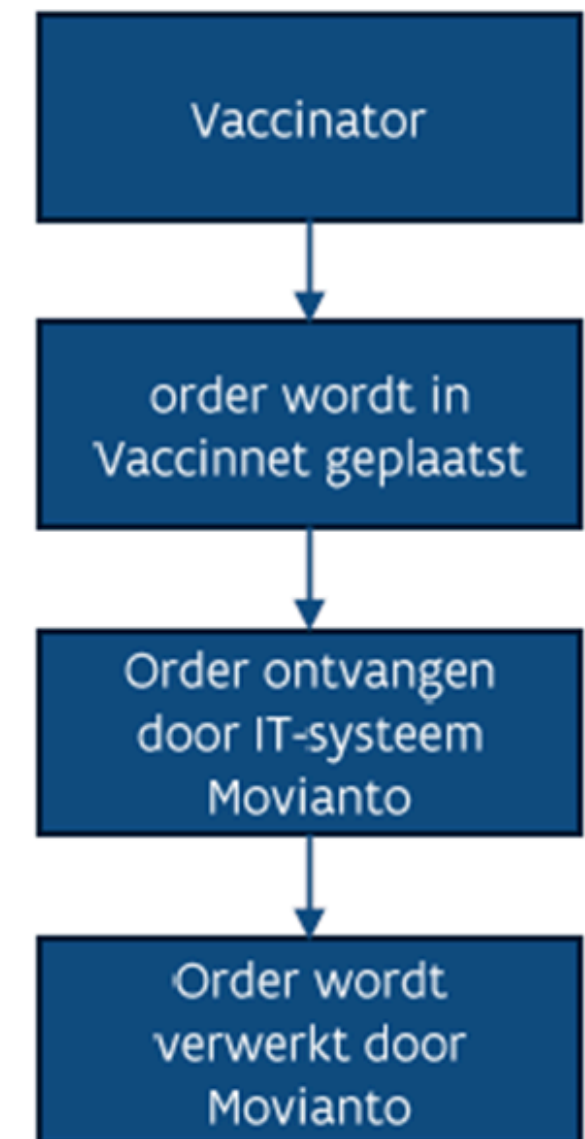 Vaccinator
order wordt in
Vaccinnet geplaatst
Order ontvangen
door IT-systeem
Movianto
Order wordt
verwerkt door
Movianto